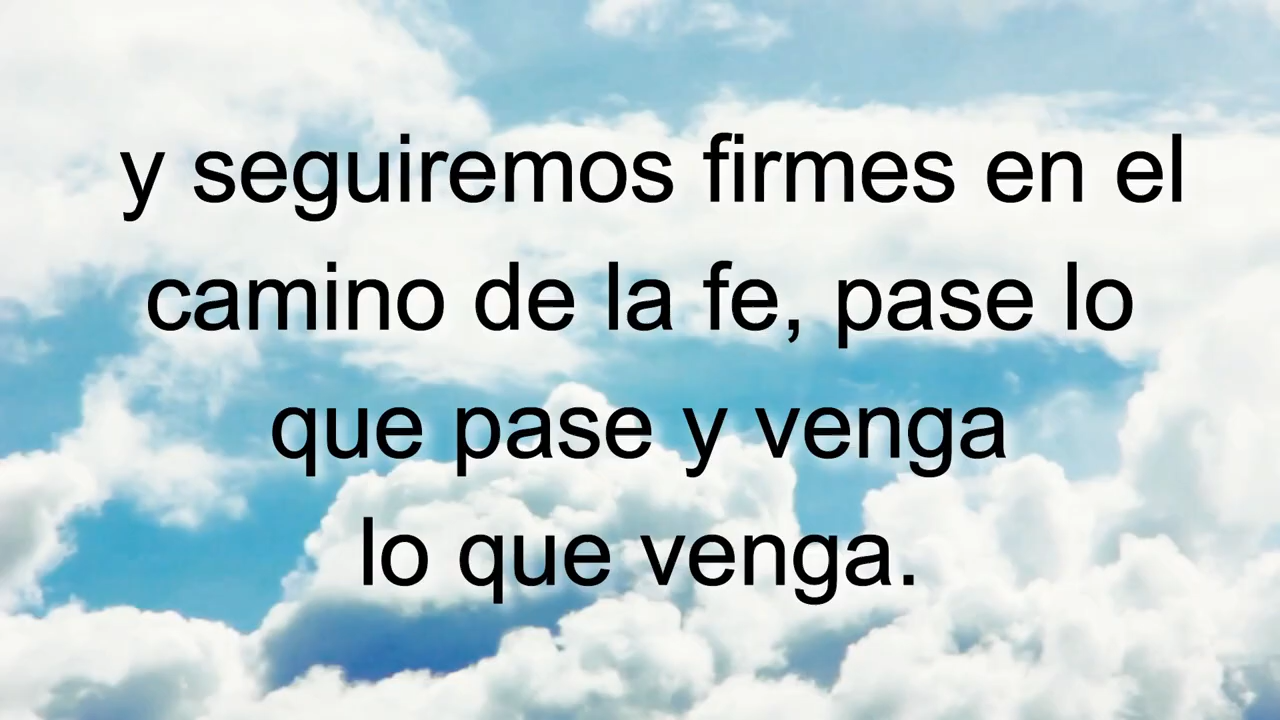 y seguiremos firmes en el
camino de la fe, pase lo
que pase y venga
lo que venga.